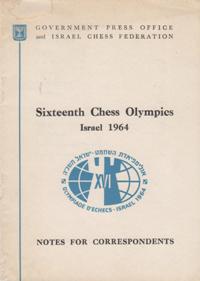 GOVERNMENT PRESS OFFICE
and ISRAEL CHESS FEDERATION
Sixteenth Chess Olympics
Israel 1964
XVI
OLYMPIADE D'ECHECS · ISRAEL 1964
NOTES FOR CORRESPONDENTS